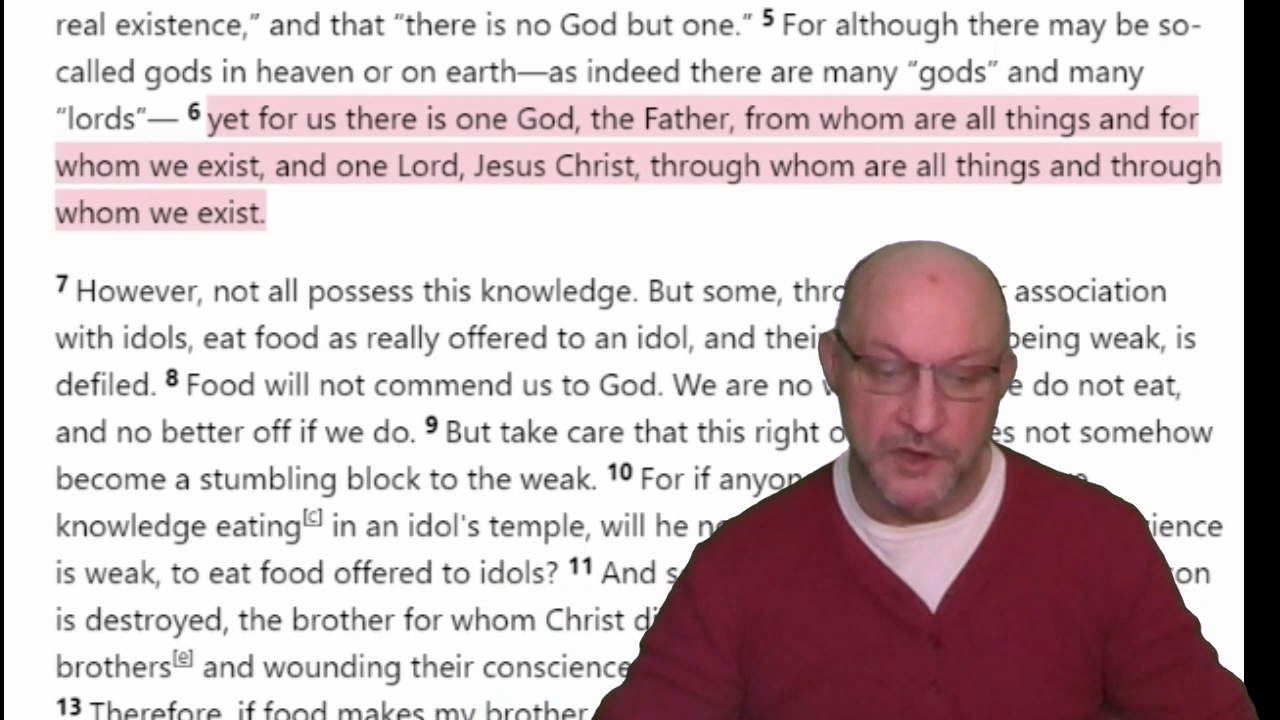 real existence,” and that “there is no God but one.” 5 For although there may be so-
called gods in heaven or on earth—as indeed there are many “gods” and many
“lords”— 6 yet for us there is one God, the Father, from whom are all things and for
whom we exist, and one Lord, Jesus Christ, through whom are all things and through
whom we exist.
7 However, not all possess this knowledge. But some, association
with idols, eat food as really offered to an idol, and being weak, is
defiled. 8 Food will not commend us to God. We are no do not eat,
and no better off if we do. 9 But take care that this right not somehow
become a stumbling block to the weak. 10 For if
knowledge eating[c] in an idol's temple, will he
is weak, to eat food offered to idols? 11 And
is destroyed, the brother for whom Christ
brothers[e] and wounding their conscience
13 Therefore, if food makes my brother